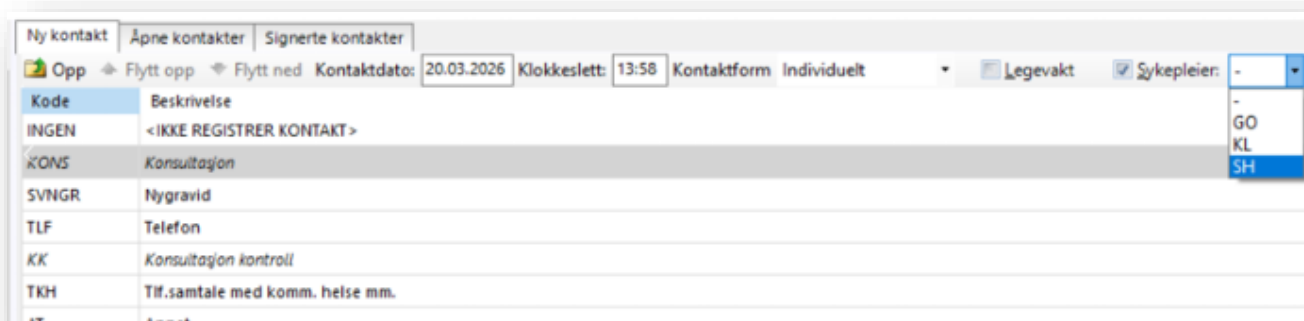 Ny kontakt Åpne kontakter Signerte kontakter
Opp Flytt opp Flytt ned Kontaktdato: 20.03.2026 Klokkeslett: 13:58 Kontaktform Individuelt Legevakt Sykepleier: -
Kode Beskrivelse
-
INGEN <IKKE REGISTRER KONTAKT>
GO
KL
KONS Konsultasjon
SH
SVNGR Nygravid
TLF Telefon
KK Konsultasjon kontroll
TKH Tlf.samtale med komm. helse mm.